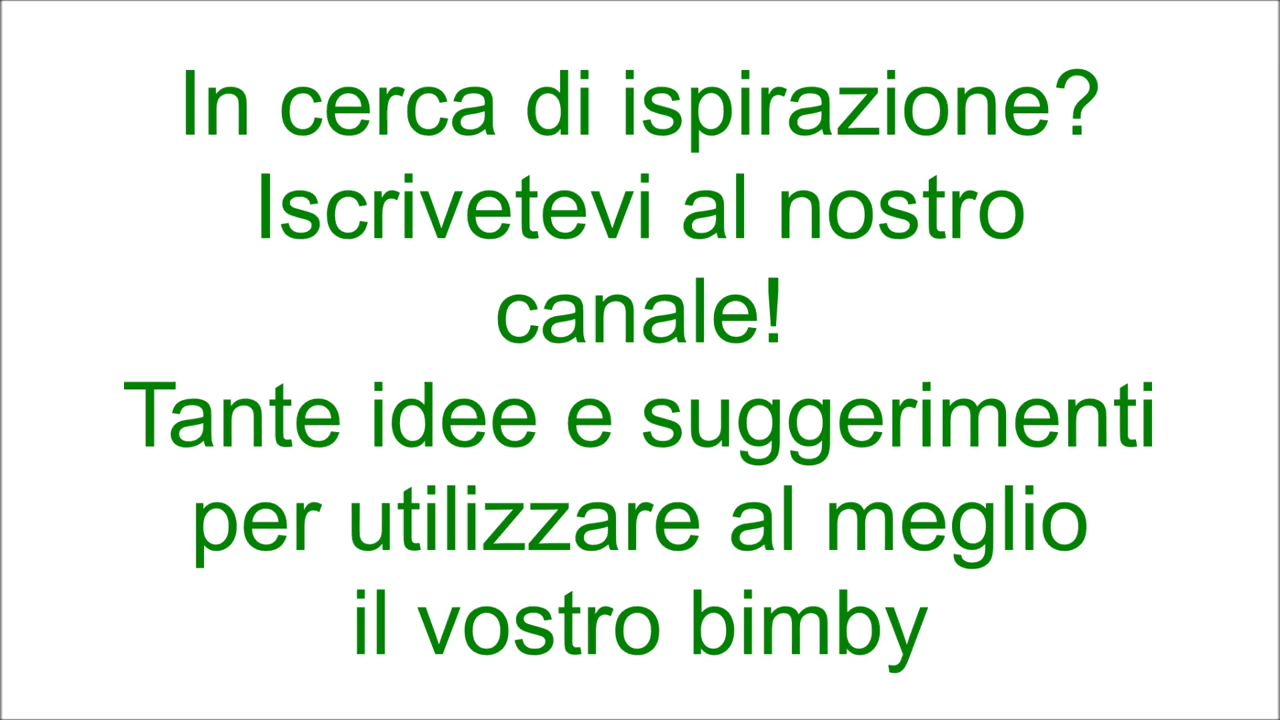 In cerca di ispirazione?
Iscrivetevi al nostro
canale!
Tante idee e suggerimenti
per utilizzare al meglio
il vostro bimby